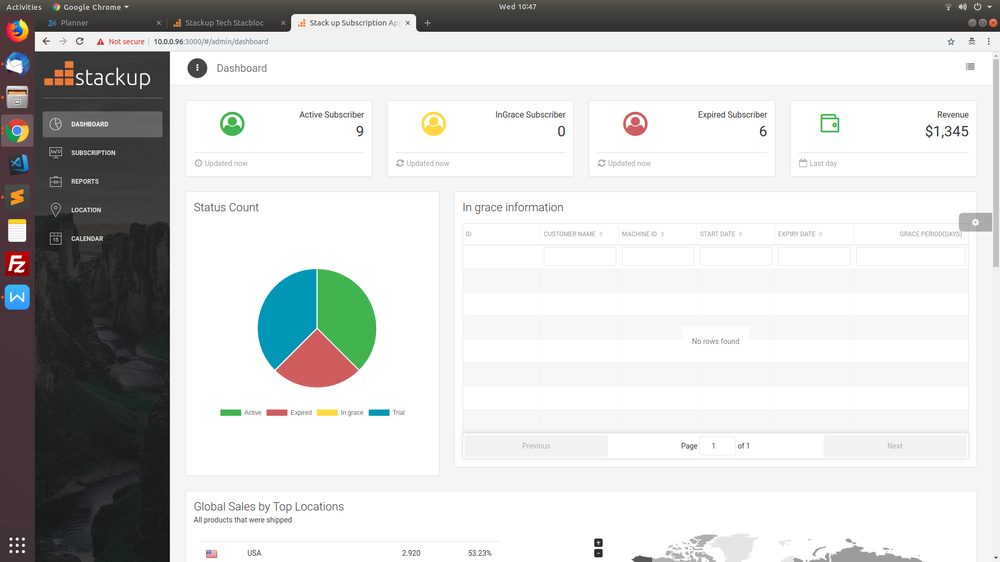 Activities
Google Chrome
Wed 10:47
24 Planner
Stackup Tech Stacbloc
Stack up Subscription Ap
Not secure
10.0.0.96:3000/#/admin/dashboard
stackup
Dashboard
DASHBOARD
SUBSCRIPTION
REPORTS
LOCATION
15
CALENDAR
Active Subscriber
9
Updated now
InGrace Subscriber
0
Updated now
Expired Subscriber
6
Updated now
Revenue
$1,345
Last day
Status Count
Active Expired In grace Trial
In grace information
ID CUSTOMER NAME MACHINE ID START DATE EXPIRY DATE GRACE PERIOD(DAYS)
No rows found
Previous Page 1 of 1 Next
Global Sales by Top Locations
All products that were shipped
USA 2.920 53.23%
+
−